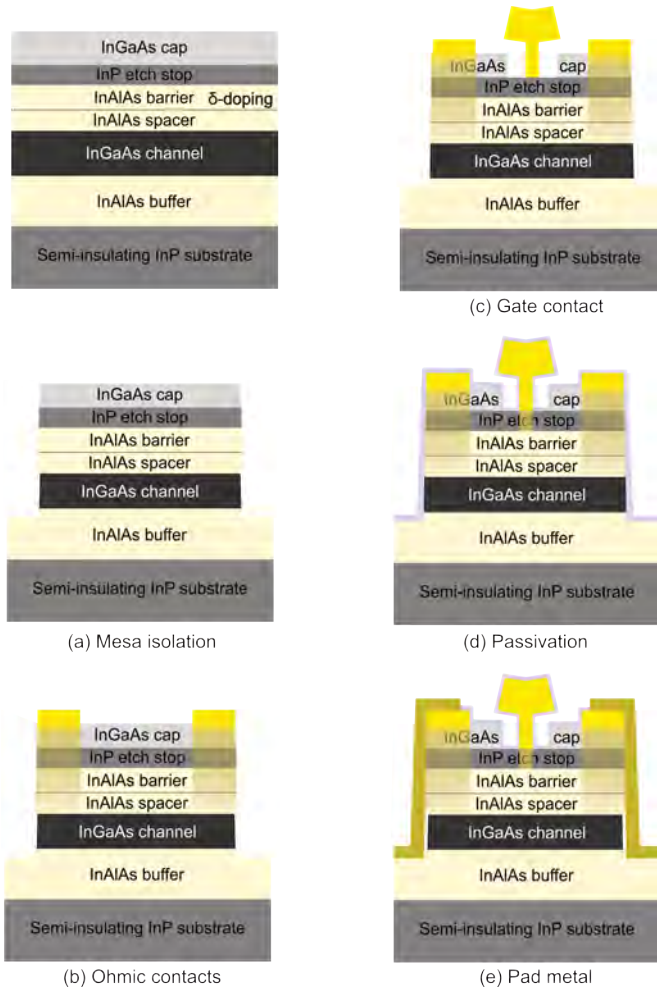 InGaAs cap
InP etch stop
InAlAs barrier δ-doping
InAlAs spacer
InGaAs channel
InAlAs buffer
Semi-insulating InP substrate
InGaAs cap
InP etch stop
InAlAs barrier
InAlAs spacer
InGaAs channel
InAlAs buffer
Semi-insulating InP substrate
(a) Mesa isolation
InGaAs cap
InP etch stop
InAlAs barrier
InAlAs spacer
InGaAs channel
InAlAs buffer
Semi-insulating InP substrate
(b) Ohmic contacts
InGaAs cap
InP etch stop
InAlAs barrier
InAlAs spacer
InGaAs channel
InAlAs buffer
Semi-insulating InP substrate
(c) Gate contact
InGaAs cap
InP etch stop
InAlAs barrier
InAlAs spacer
InGaAs channel
InAlAs buffer
Semi-insulating InP substrate
(d) Passivation
InGaAs cap
InP etch stop
InAlAs barrier
InAlAs spacer
InGaAs channel
InAlAs buffer
Semi-insulating InP substrate
(e) Pad metal